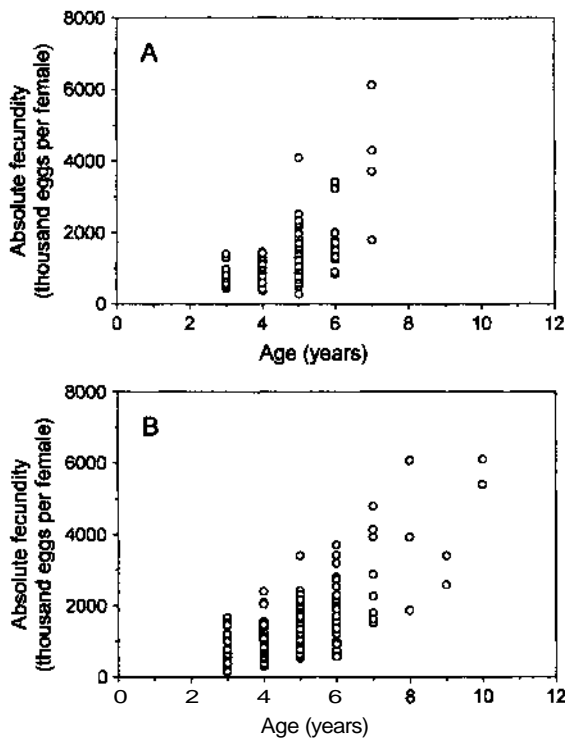 8000
A
6000
4000
2000
0
0 2 4 6 8 10 12
Age (years)
Absolute fecundity
(thousand eggs per female)
8000
B
6000
4000
2000
0
0 2 4 6 8 10 12
Age (years)
Absolute fecundity
(thousand eggs per female)